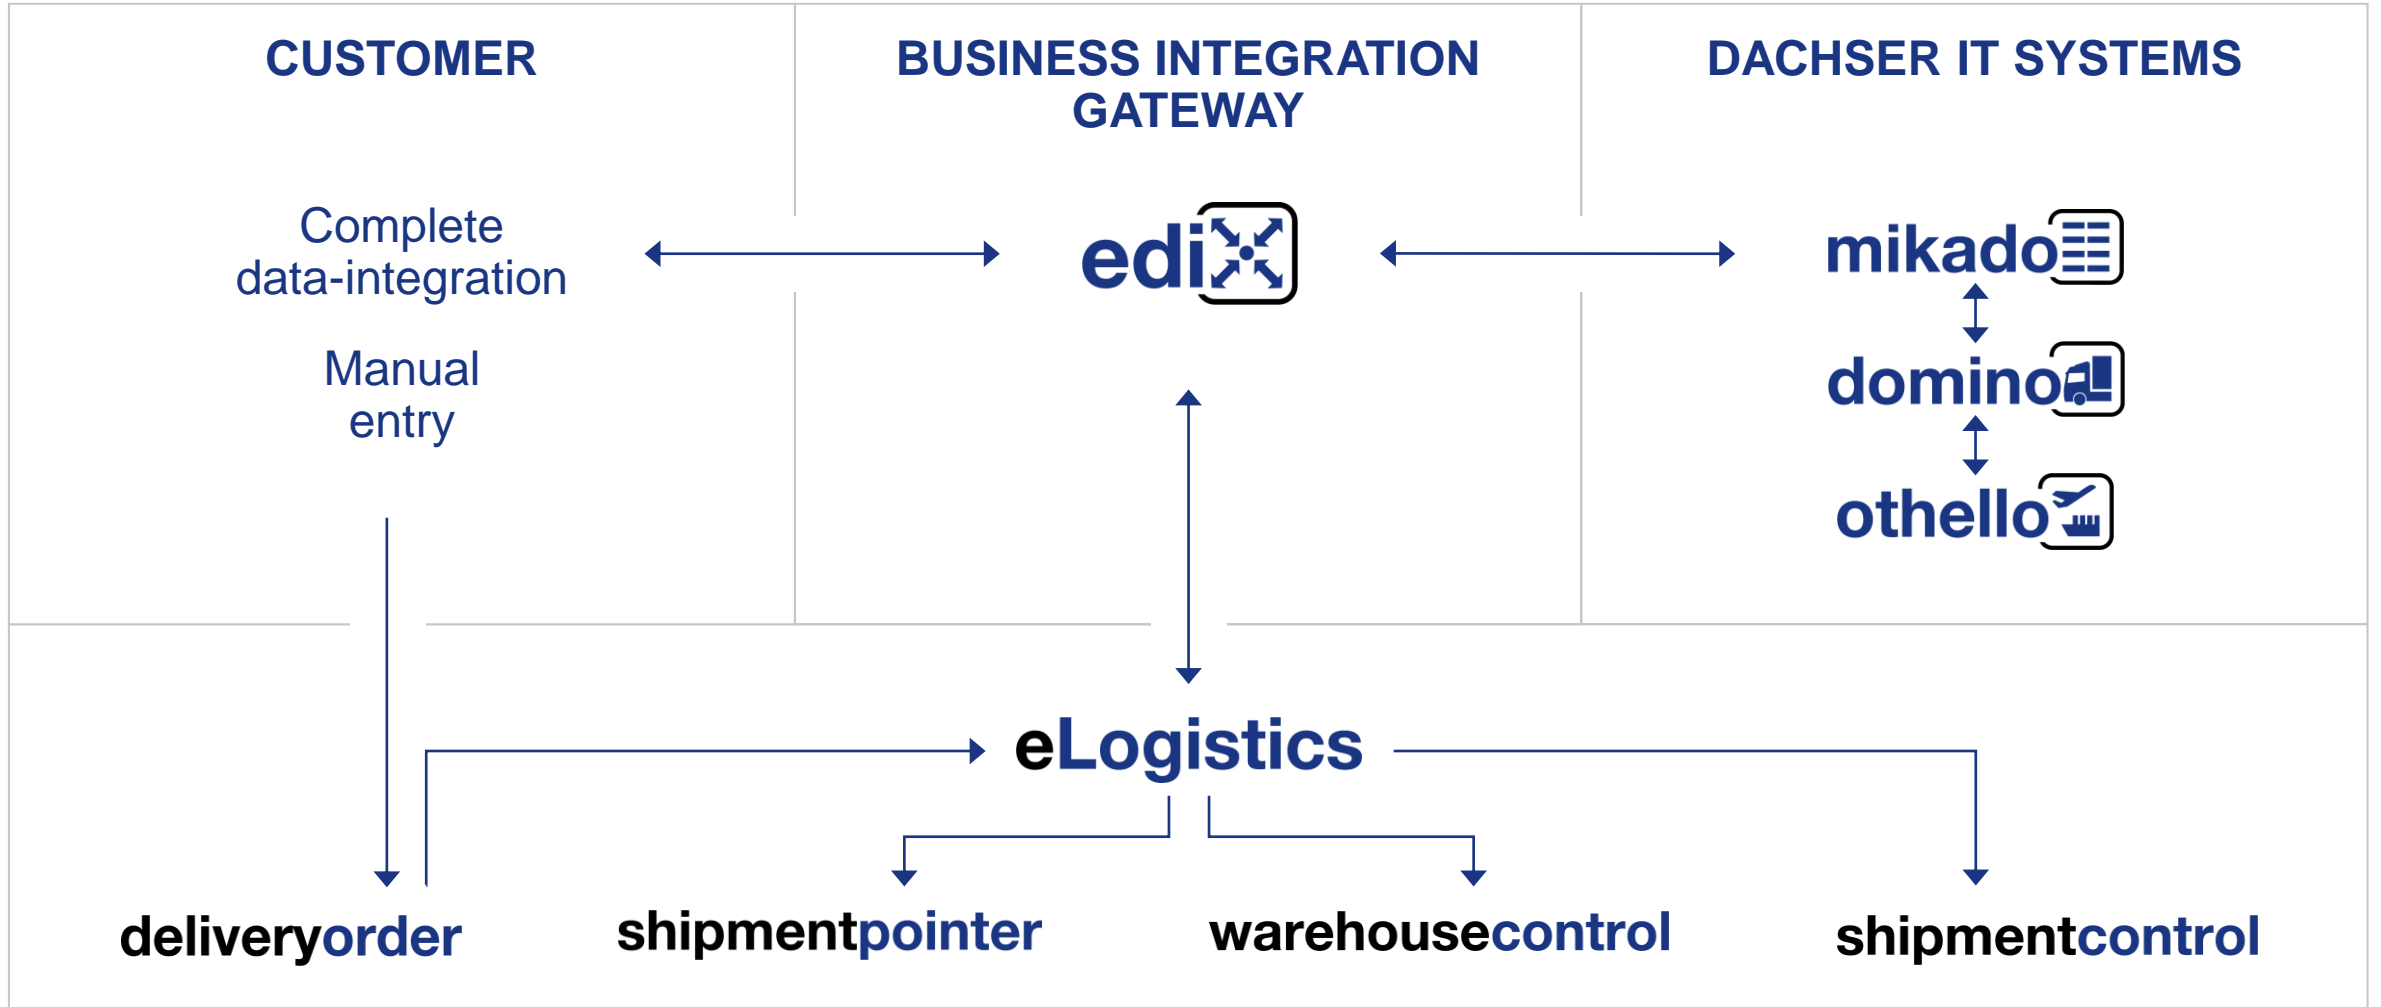 CUSTOMER
BUSINESS INTEGRATION
GATEWAY
DACHSER IT SYSTEMS
Complete
data-integration
Manual
entry
edi
mikado
domino
othello
eLogistics
deliveryorder
shipmentpointer
warehousecontrol
shipmentcontrol